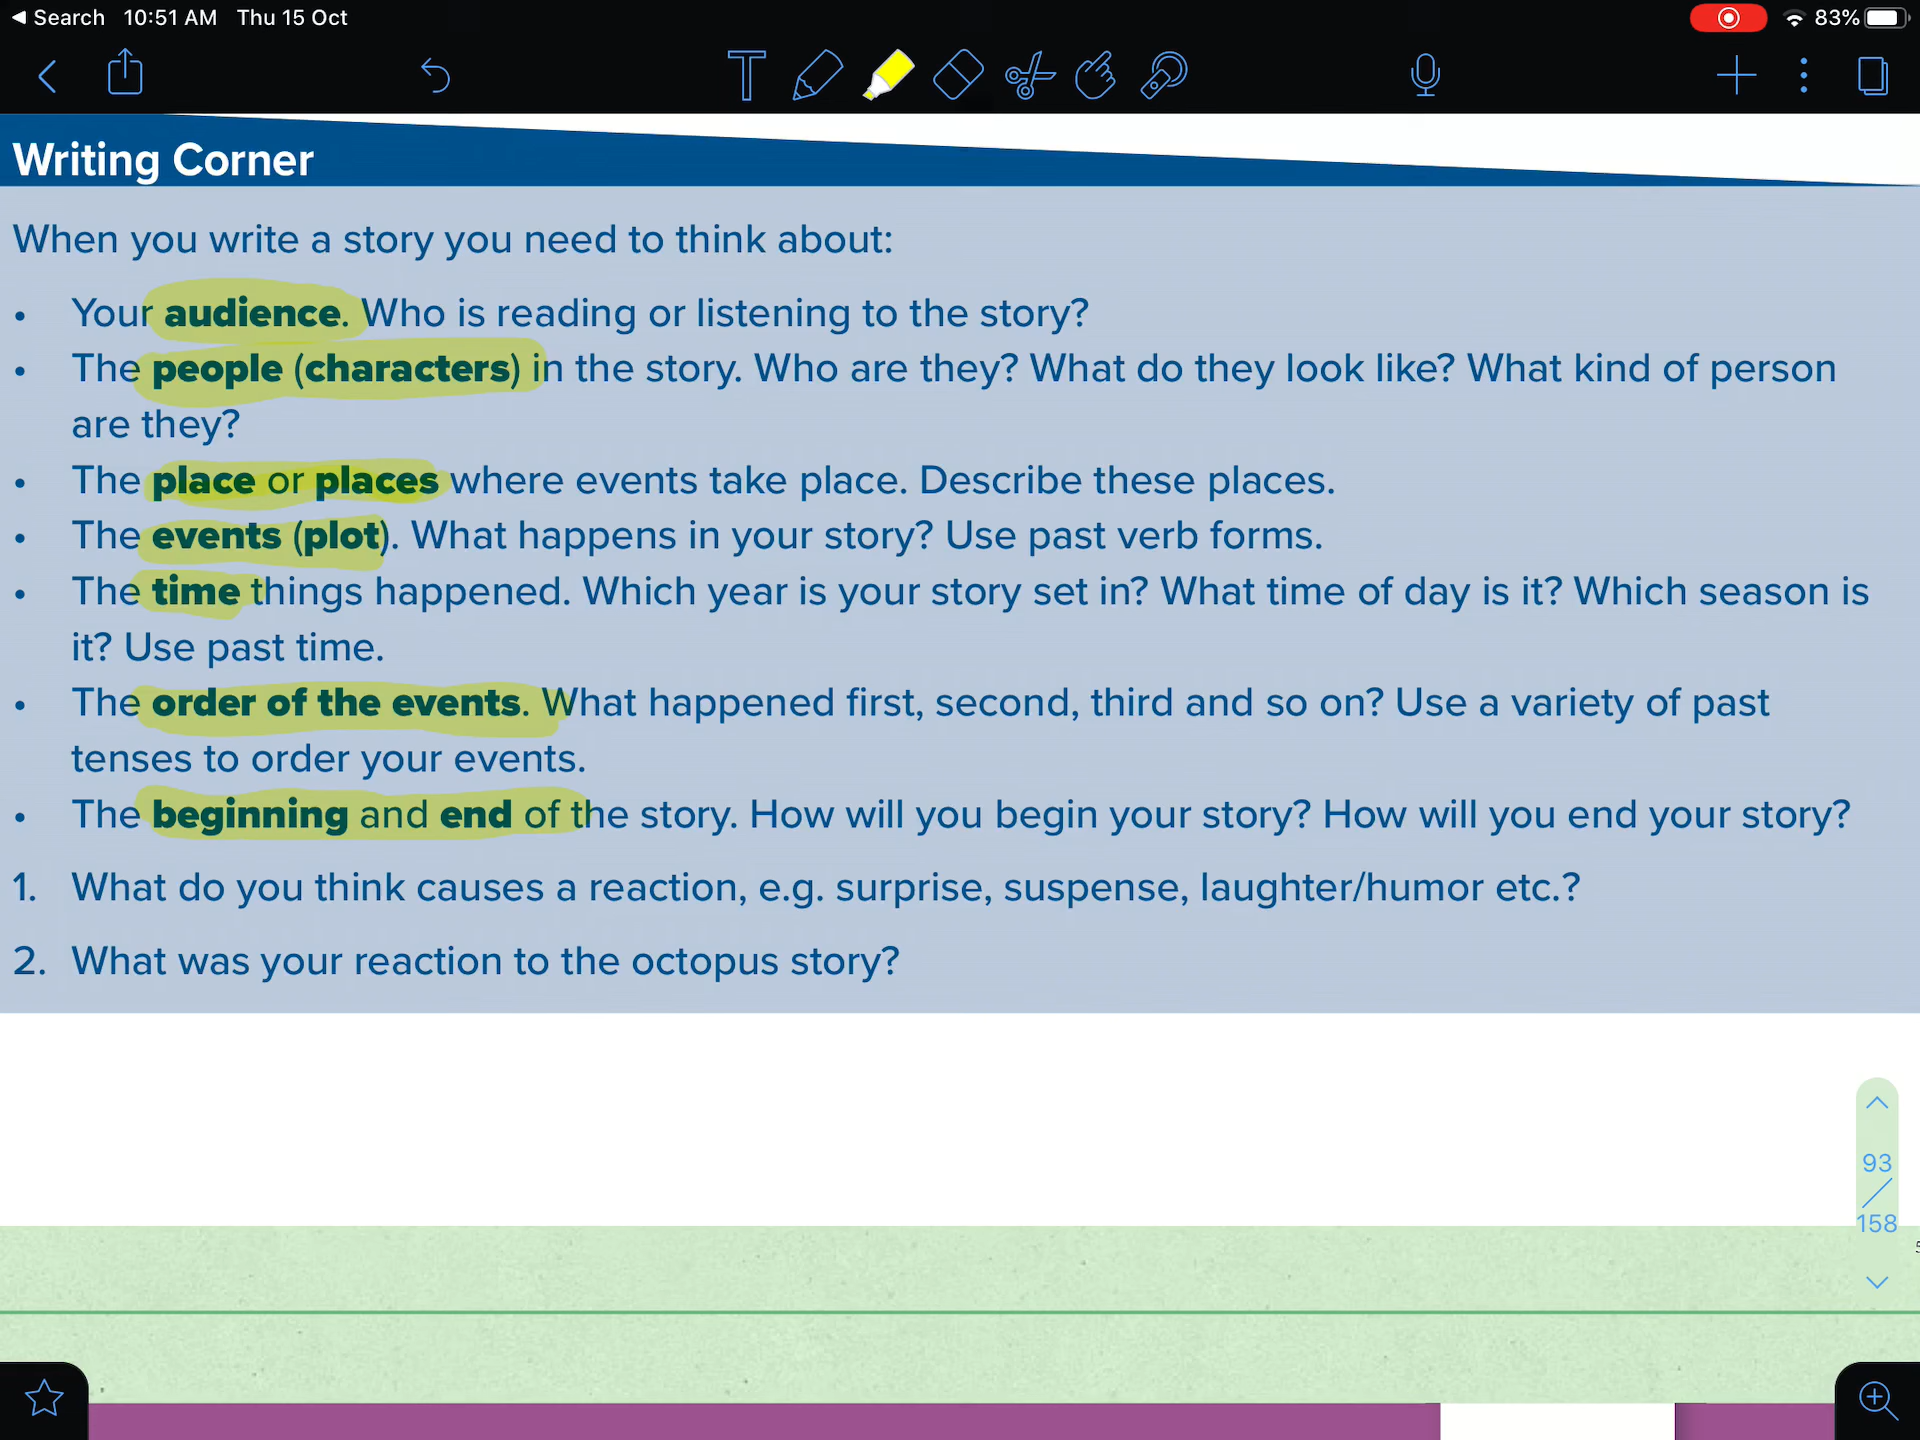 Search 10:51 AM Thu 15 Oct
83%
Writing Corner
When you write a story you need to think about:
• Your audience. Who is reading or listening to the story?
• The people (characters) in the story. Who are they? What do they look like? What kind of person
are they?
• The place or places where events take place. Describe these places.
• The events (plot). What happens in your story? Use past verb forms.
• The time things happened. Which year is your story set in? What time of day is it? Which season is
it? Use past time.
• The order of the events. What happened first, second, third and so on? Use a variety of past
tenses to order your events.
• The beginning and end of the story. How will you begin your story? How will you end your story?
1. What do you think causes a reaction, e.g. surprise, suspense, laughter/humor etc.?
2. What was your reaction to the octopus story?
93
/
158